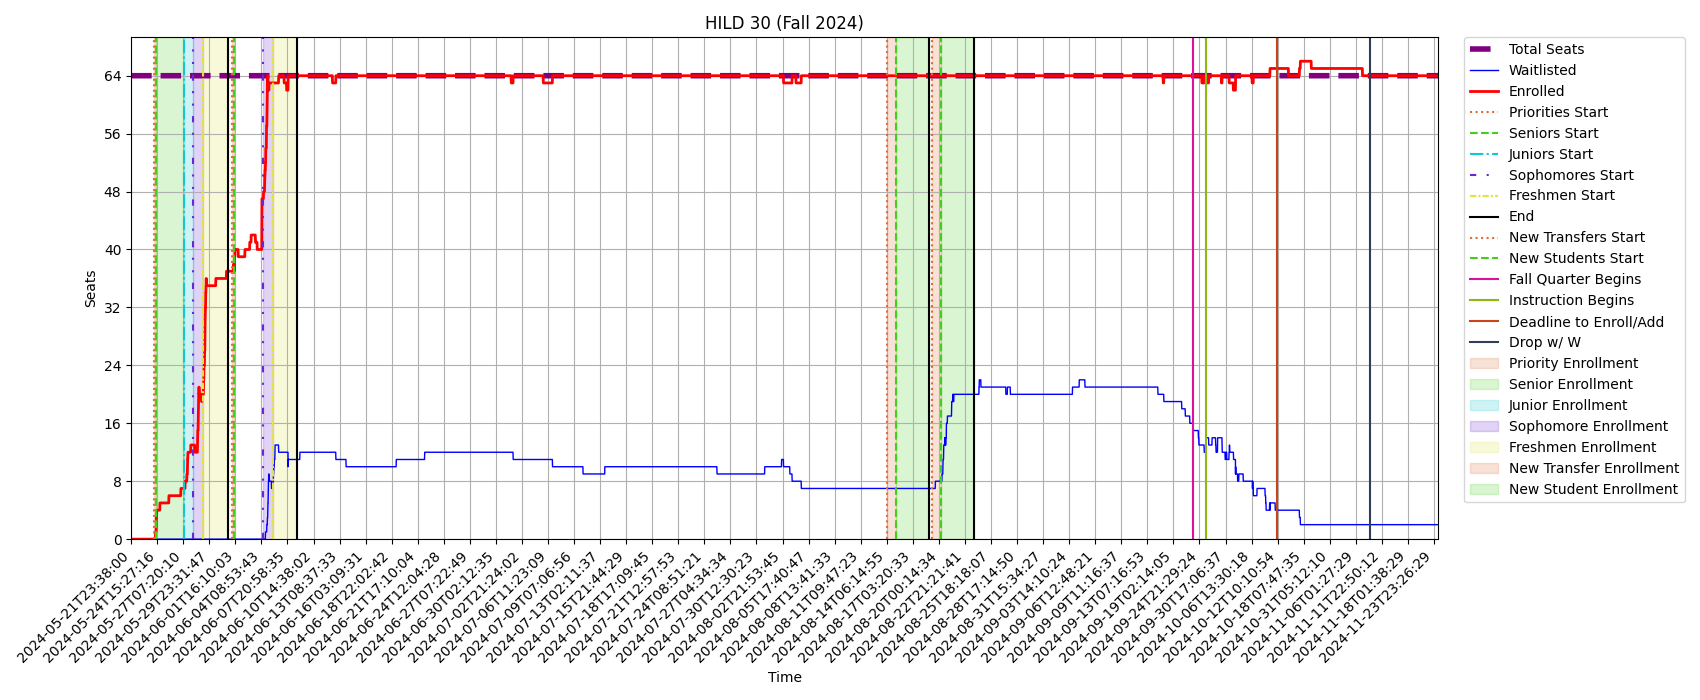 HILD 30 (Fall 2024)
Seats
64
56
48
40
32
24
16
8
0
2024-05-21T23:38:00
2024-05-24T15:27:16
2024-05-27T07:20:10
2024-05-29T23:31:47
2024-06-01T16:10:03
2024-06-04T08:53:43
2024-06-07T20:58:35
2024-06-10T14:38:02
2024-06-13T08:37:33
2024-06-16T03:09:31
2024-06-18T22:02:42
2024-06-21T17:10:04
2024-06-24T12:04:28
2024-06-27T07:22:49
2024-06-30T02:12:35
2024-07-02T21:24:02
2024-07-06T11:23:09
2024-07-09T07:06:56
2024-07-13T02:11:37
2024-07-15T21:44:29
2024-07-18T17:09:45
2024-07-21T12:57:53
2024-07-24T08:51:21
2024-07-27T04:34:34
2024-07-30T12:30:23
2024-08-02T21:53:45
2024-08-05T17:40:47
2024-08-08T13:41:33
2024-08-11T09:47:23
2024-08-14T06:14:55
2024-08-17T03:20:33
2024-08-20T00:14:34
2024-08-22T21:21:41
2024-08-25T18:18:07
2024-08-28T17:14:50
2024-08-31T15:34:27
2024-09-03T14:10:24
2024-09-06T12:48:21
2024-09-09T11:16:37
2024-09-13T07:16:53
2024-09-19T02:14:05
2024-09-24T21:29:24
2024-09-30T17:06:37
2024-10-06T13:30:18
2024-10-12T10:10:54
2024-10-18T07:47:35
2024-10-31T05:12:10
2024-11-06T01:27:29
2024-11-11T22:50:12
2024-11-18T01:38:29
2024-11-23T23:26:29
Time
Total Seats
Waitlisted
Enrolled
Priorities Start
Seniors Start
Juniors Start
Sophomores Start
Freshmen Start
End
New Transfers Start
New Students Start
Fall Quarter Begins
Instruction Begins
Deadline to Enroll/Add
Drop w/ W
Priority Enrollment
Senior Enrollment
Junior Enrollment
Sophomore Enrollment
Freshmen Enrollment
New Transfer Enrollment
New Student Enrollment